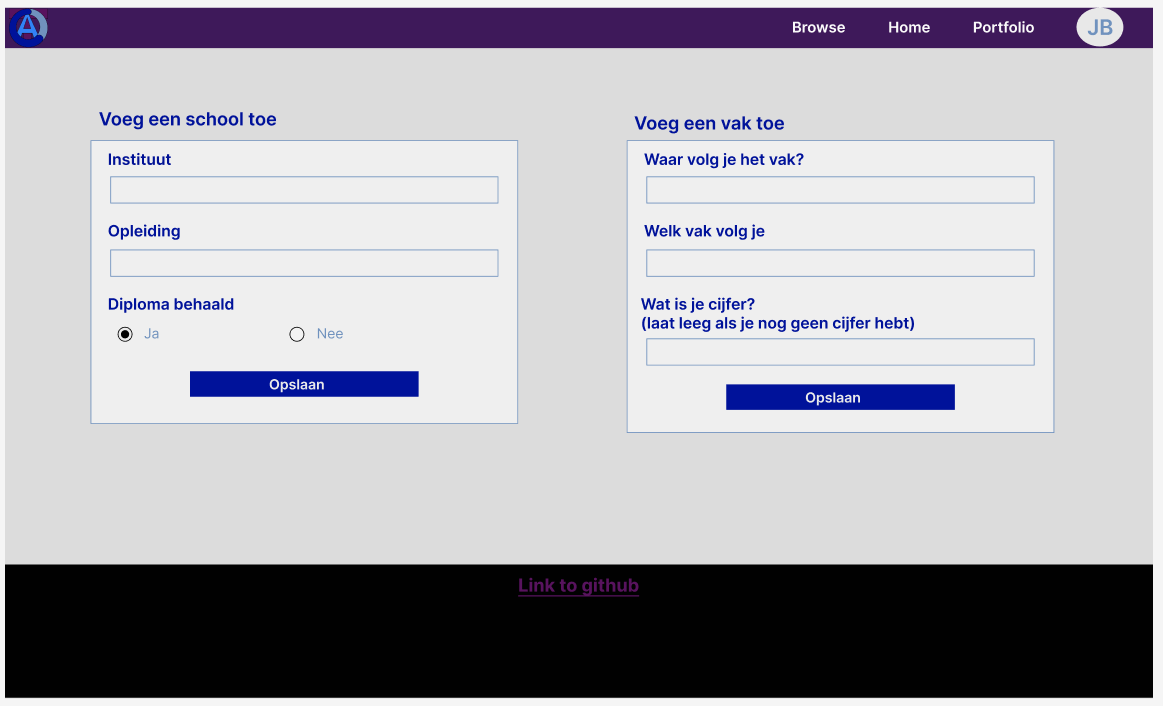 A
Browse
Home
Portfolio
JB
Voeg een school toe
Instituut
Opleiding
Diploma behaald
Ja
Nee
Opslaan
Voeg een vak toe
Waar volg je het vak?
Welk vak volg je
Wat is je cijfer?
(laat leeg als je nog geen cijfer hebt)
Opslaan
Link to github